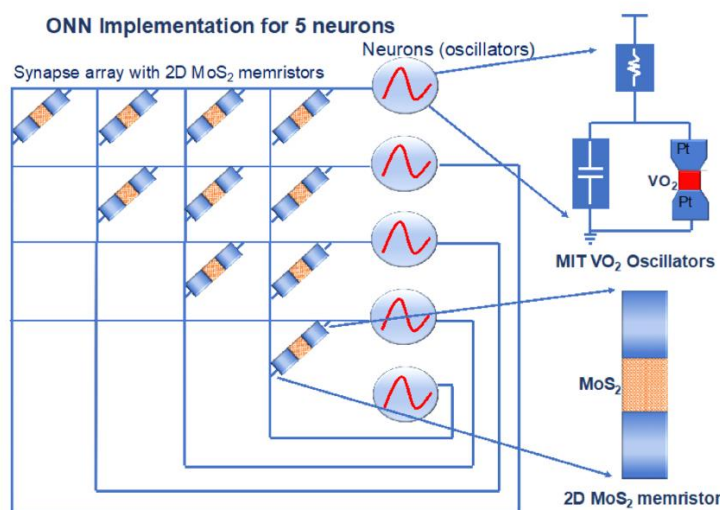 ONN Implementation for 5 neurons
Neurons (oscillators)
Synapse array with 2D MoS₂ memristors
Pt
VO₂
Pt
MIT VO₂ Oscillators
MoS₂
2D MoS₂ memristor